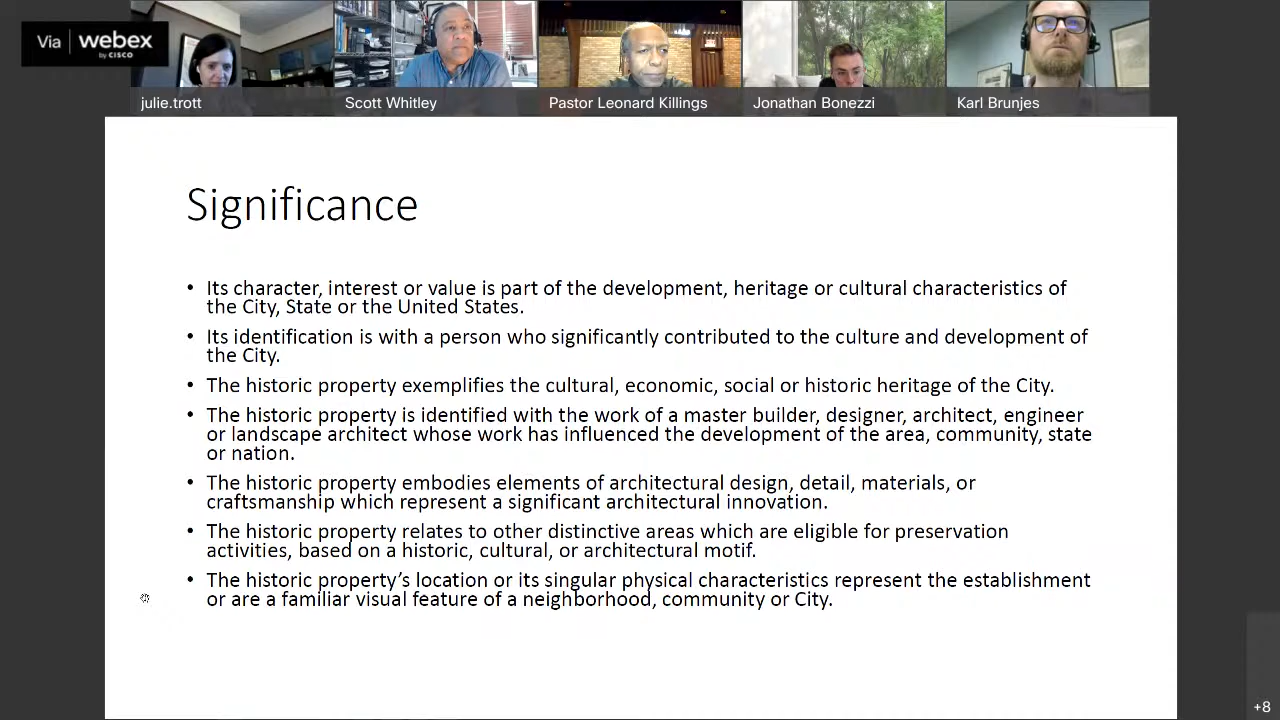 Via webex
by CISCO
julie.trott
Scott Whitley
Pastor Leonard Killings
Jonathan Bonezzi
Karl Brunjes
Significance
• Its character, interest or value is part of the development, heritage or cultural characteristics of
the City, State or the United States.
• Its identification is with a person who significantly contributed to the culture and development of
the City.
• The historic property exemplifies the cultural, economic, social or historic heritage of the City.
• The historic property is identified with the work of a master builder, designer, architect, engineer
or landscape architect whose work has influenced the development of the area, community, state
or nation.
• The historic property embodies elements of architectural design, detail, materials, or
craftsmanship which represent a significant architectural innovation.
• The historic property relates to other distinctive areas which are eligible for preservation
activities, based on a historic, cultural, or architectural motif.
• The historic property’s location or its singular physical characteristics represent the establishment
or are a familiar visual feature of a neighborhood, community or City.
+8